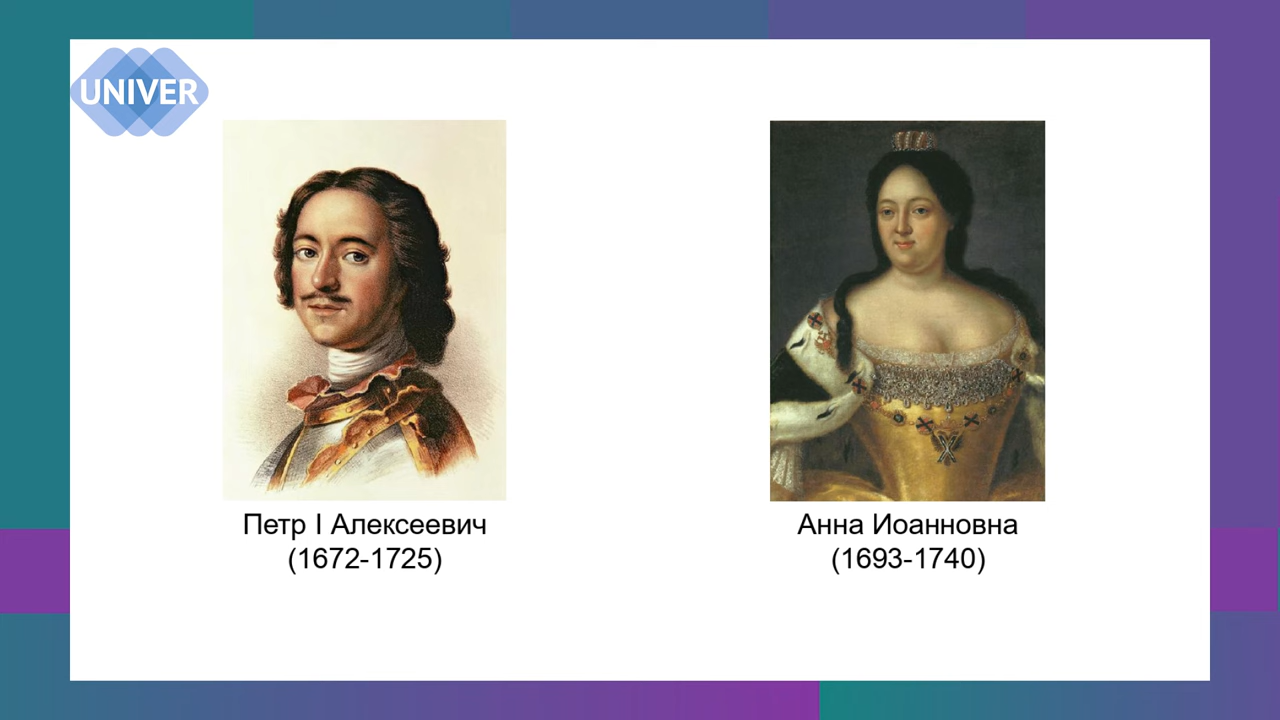 UNIVER
Петр I Алексеевич
(1672-1725)
Анна Иоанновна
(1693-1740)